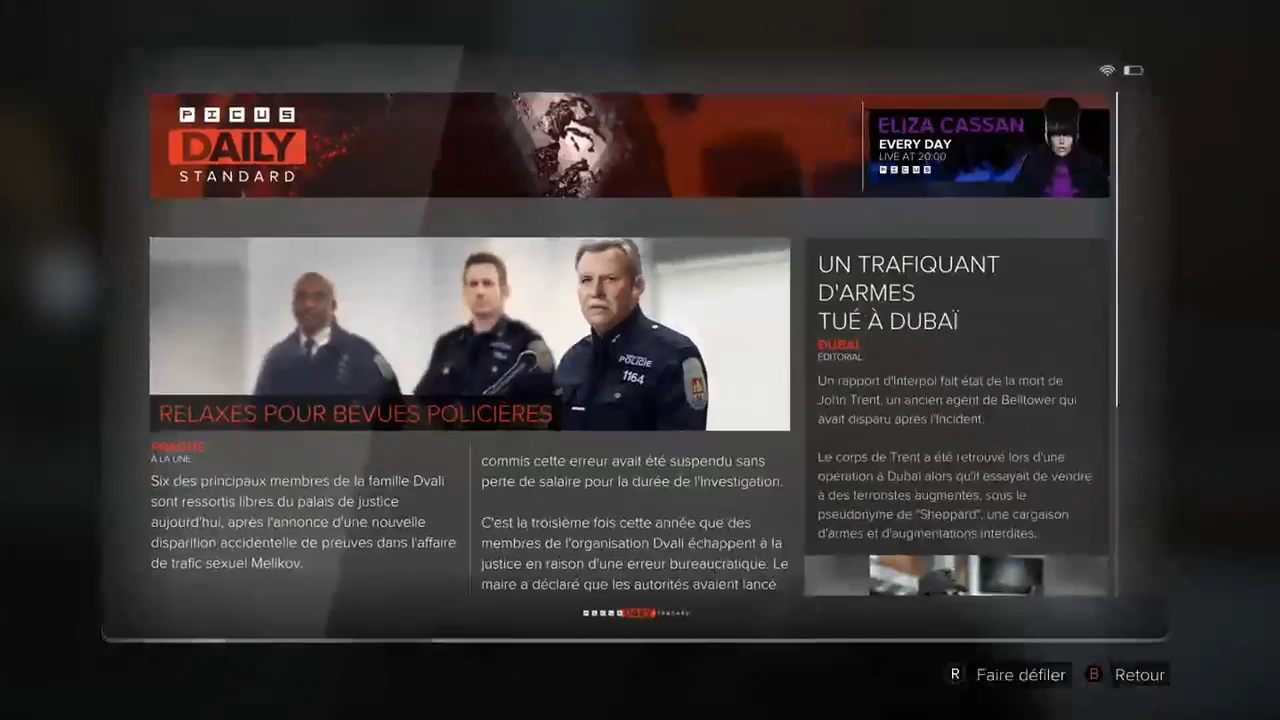 PICUS
DAILY
STANDARD
ELIZA CASSAN
EVERY DAY
LIVE AT 20:00
PICUS
POLICIE
1164
RELAXES POUR BÉVUES POLICIÈRES
PRAGUE
À LA UNE
Six des principaux membres de la famille Dvali
sont ressortis libres du palais de justice
aujourd'hui, après l'annonce d'une nouvelle
disparition accidentelle de preuves dans l'affaire
de trafic sexuel Melikov.
commis cette erreur avait été suspendu sans
perte de salaire pour la durée de l'investigation.
C'est la troisième fois cette année que des
membres de l'organisation Dvali échappent à la
justice en raison d'une erreur bureaucratique. Le
maire a déclaré que les autorités avaient lancé
UN TRAFIQUANT
D'ARMES
TUÉ À DUBAÏ
DUBAÏ
ÉDITORIAL
Un rapport d'Interpol fait état de la mort de
John Trent, un ancien agent de Belltower qui
avait disparu après l'Incident.
Le corps de Trent a été retrouvé lors d'une
opération à Dubaï alors qu'il essayait de vendre
à des terroristes augmentés, sous le
pseudonyme de "Sheppard", une cargaison
d'armes et d'augmentations interdites.
PICUS DAILY STANDARD
R Faire défiler B Retour